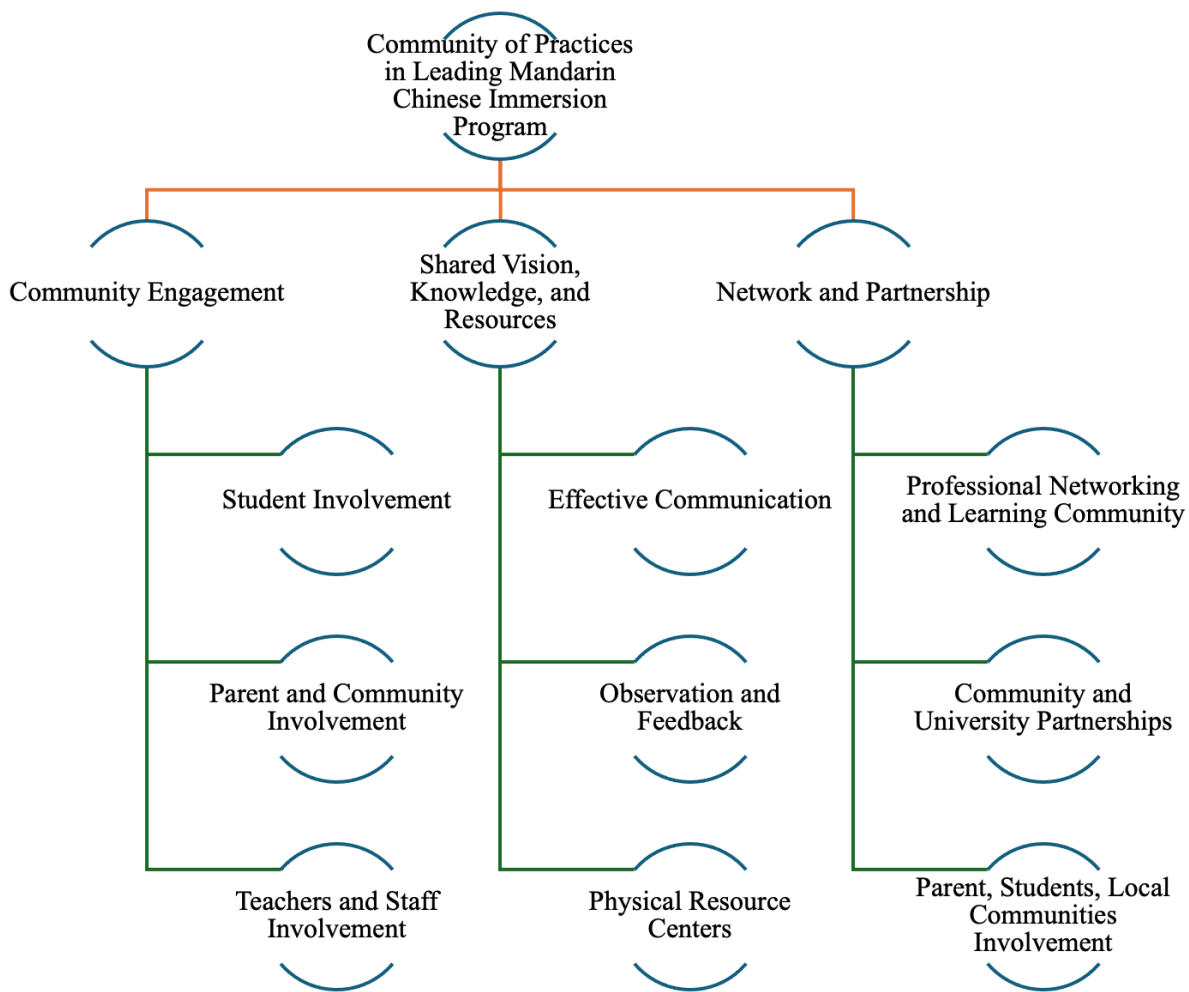 Community of Practices
in Leading Mandarin
Chinese Immersion
Program
Community Engagement
Shared Vision,
Knowledge, and
Resources
Network and Partnership
Student Involvement
Effective Communication
Professional Networking
and Learning Community
Parent and Community
Involvement
Observation and
Feedback
Community and
University Partnerships
Teachers and Staff
Involvement
Physical Resource
Centers
Parent, Students, Local
Communities
Involvement